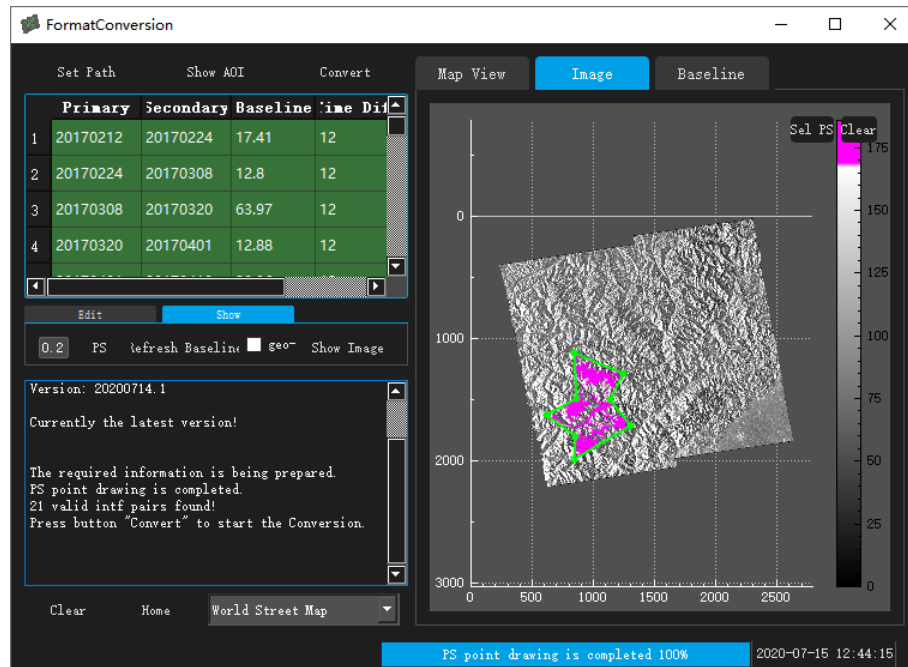 FormatConversion
Set Path Show AOI Convert
Map View Image Baseline
Primary Secondary Baseline Time Dif
1 20170212 20170224 17.41 12
2 20170224 20170308 12.8 12
3 20170308 20170320 63.97 12
4 20170320 20170401 12.88 12
Sel PS Clear
175
150
125
100
75
50
25
0
0
1000
2000
3000
0 500 1000 1500 2000 2500
Edit Show
0.2 PS Refresh Baseline geo- Show Image
Version: 20200714.1
Currently the latest version!
The required information is being prepared.
PS point drawing is completed.
21 valid intf pairs found!
Press button "Convert" to start the Conversion.
Clear Home World Street Map
PS point drawing is completed 100% 2020-07-15 12:44:15